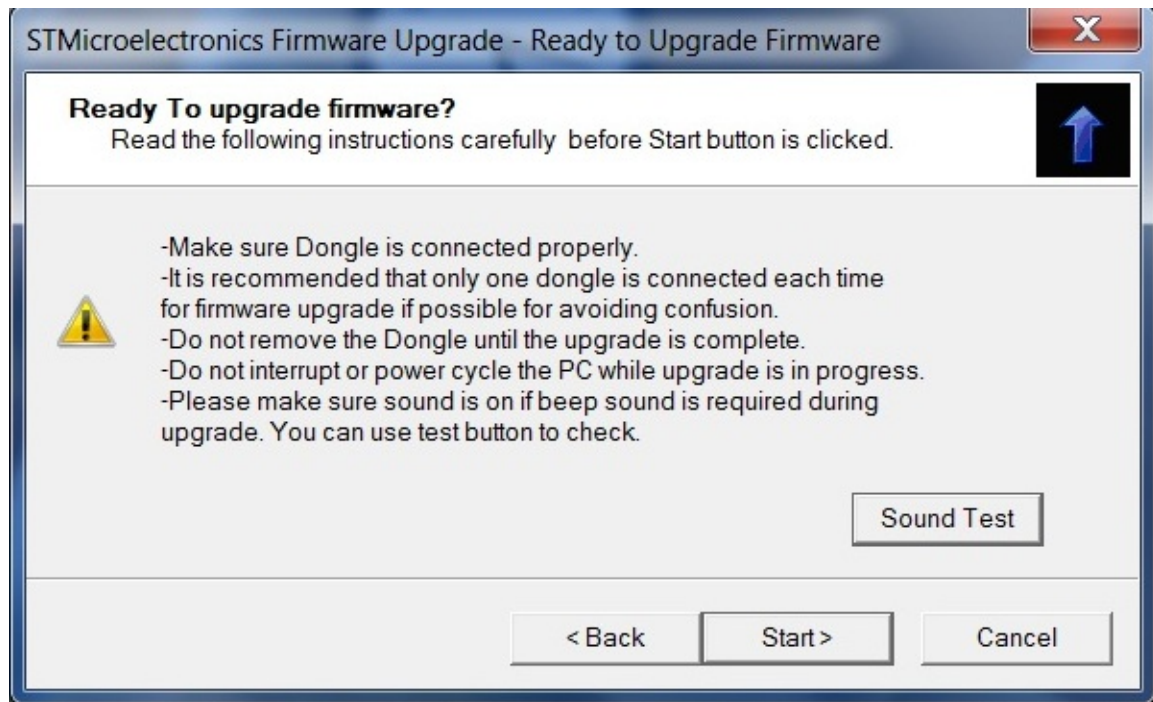 STMicroelectronics Firmware Upgrade - Ready to Upgrade Firmware
Ready To upgrade firmware?
Read the following instructions carefully  before Start button is clicked.
-Make sure Dongle is connected properly.
-It is recommended that only one dongle is connected each time
for firmware upgrade if possible for avoiding confusion.
-Do not remove the Dongle until the upgrade is complete.
-Do not interrupt or power cycle the PC while upgrade is in progress.
-Please make sure sound is on if beep sound is required during
upgrade. You can use test button to check.
Sound Test
< Back
Start >
Cancel